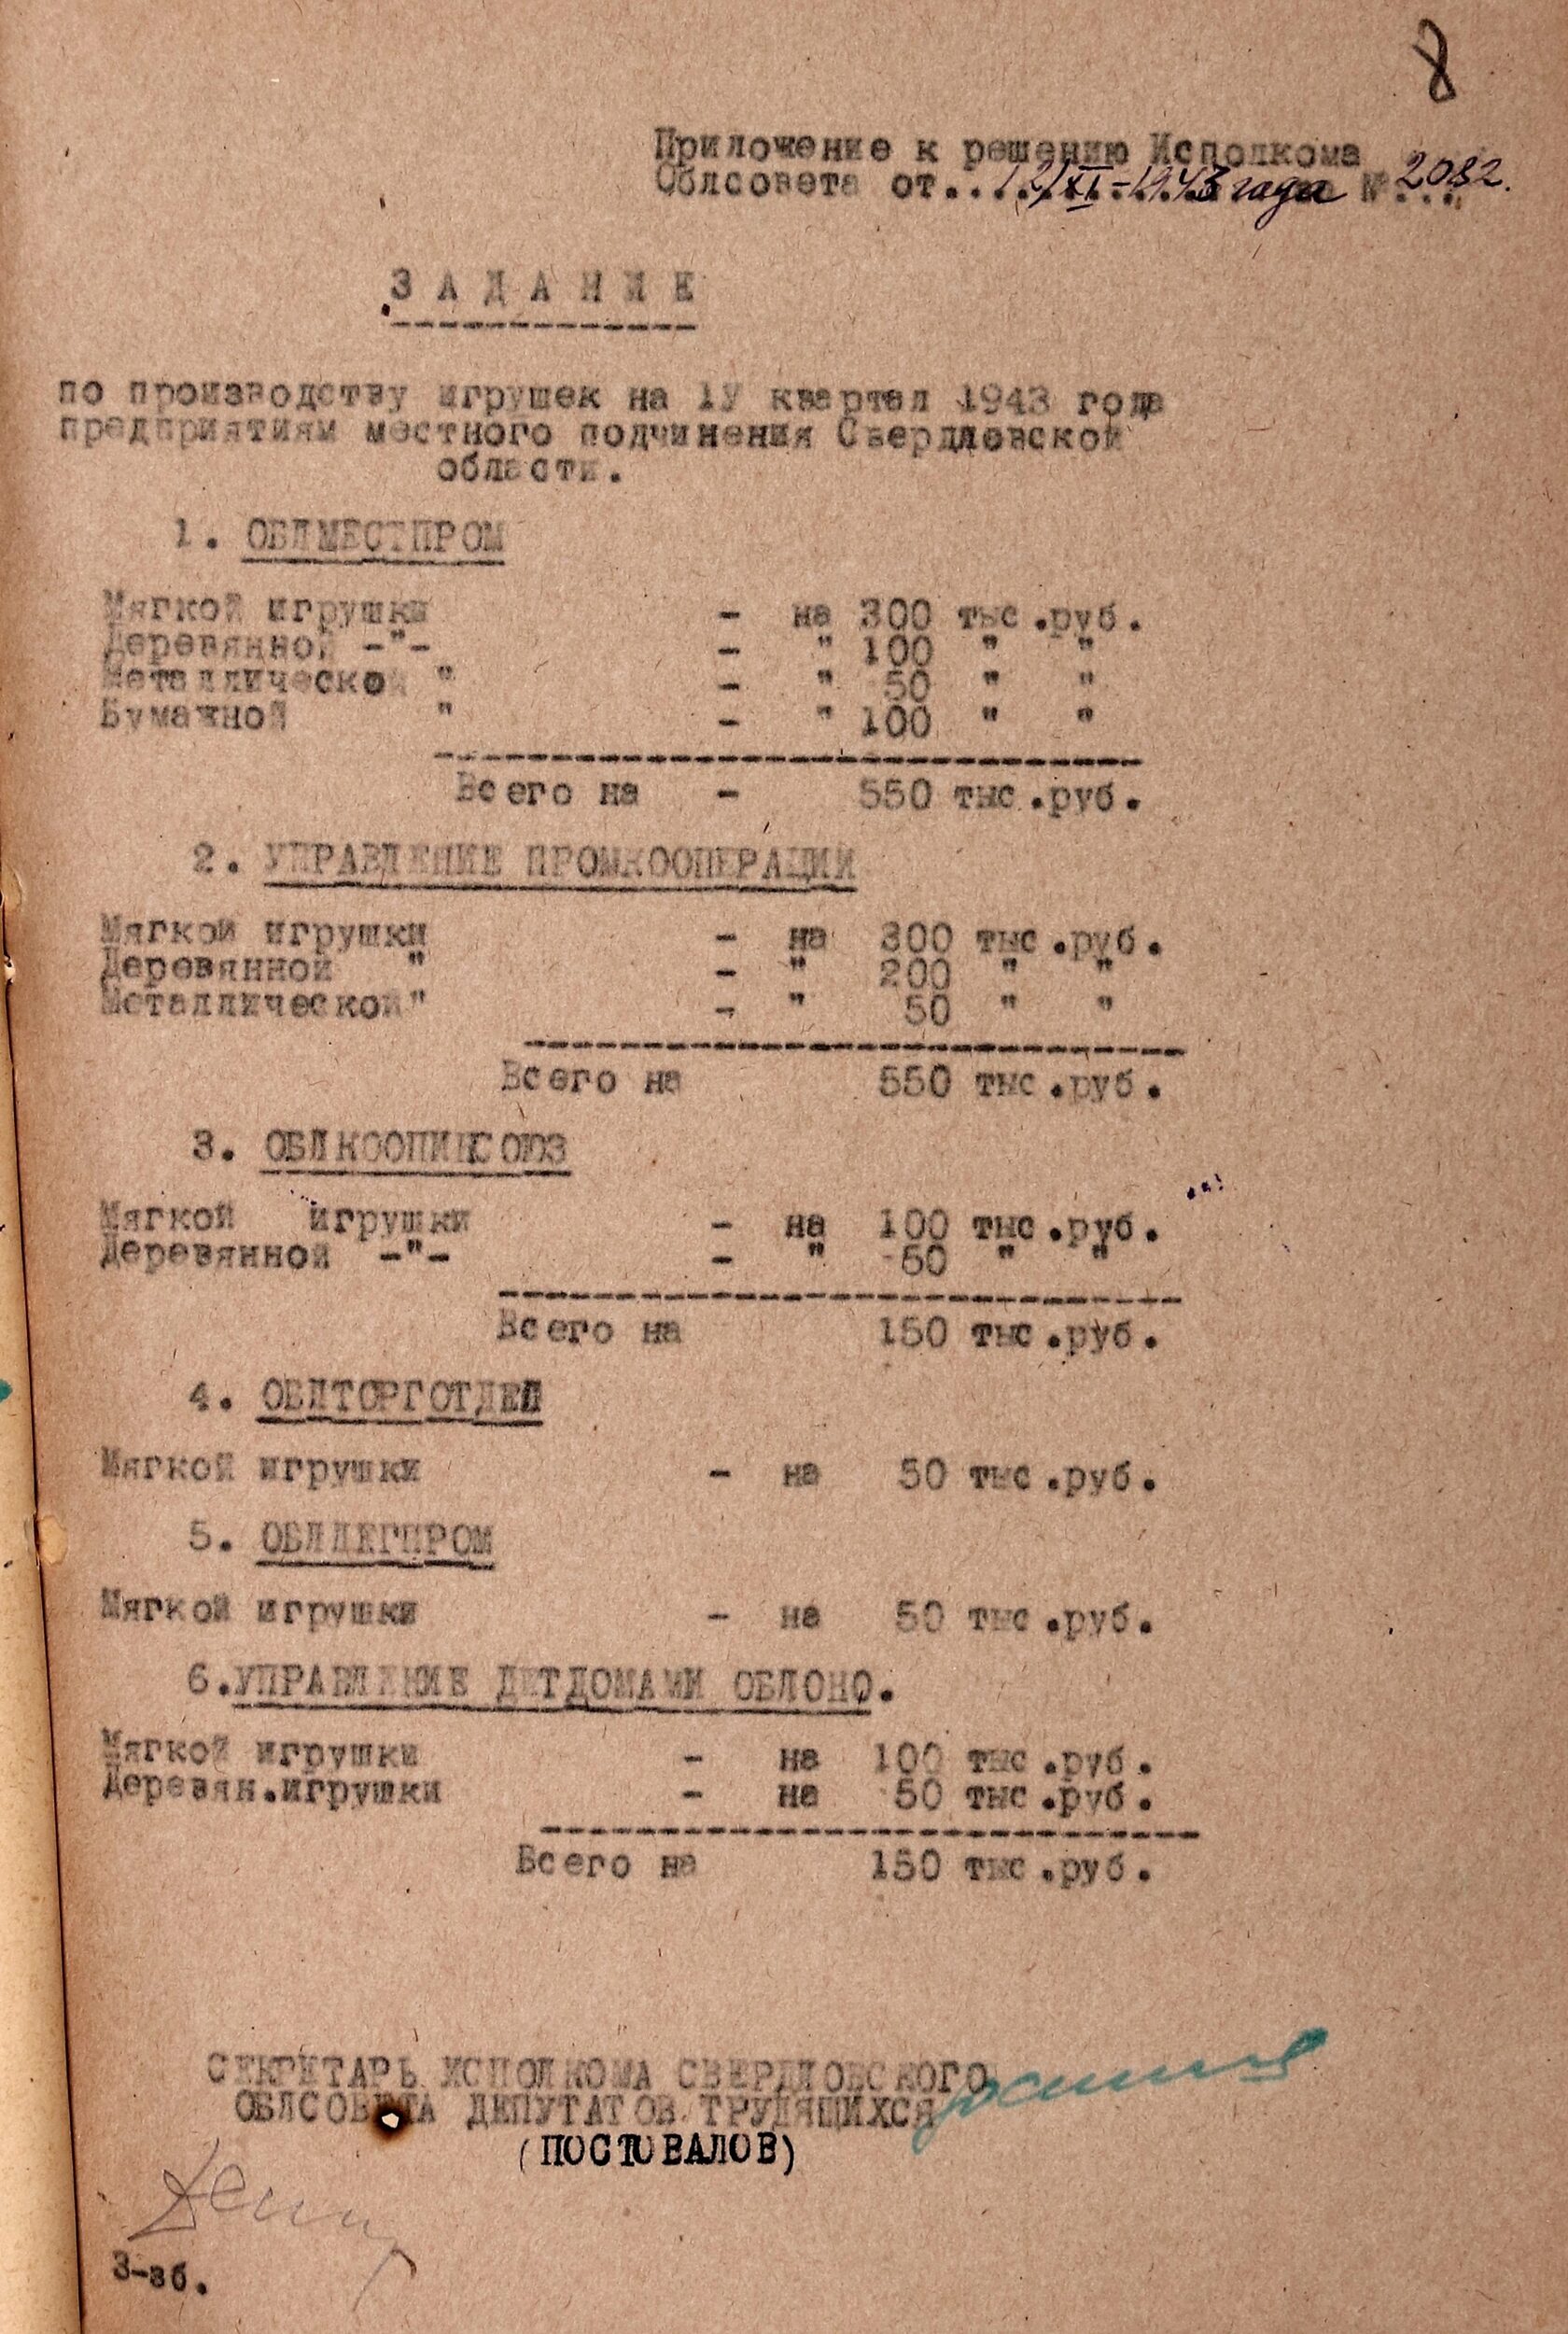 8
Приложение к решению Исполкома
Облсовета от....12/XI-1943 года №...2082.
ЗАДАНИЕ
по производству игрушек на 1У квартал 1943 года
предприятиям местного подчинения Свердловской
области.
1. ОБЛМЕСТПРОМ
Мягкой игрушки - на 300 тыс.руб.
Деревянной -"- - " 100 " "
Металлической " - " 50 " "
Бумажной " - " 100 " "
Всего на - 550 тыс.руб.
2. УПРАВЛЕНИЕ ПРОМКООПЕРАЦИИ
Мягкой игрушки - на 300 тыс.руб.
Деревянной " - " 200 " "
Металлической" - " 50 " "
Всего на 550 тыс.руб.
3. ОБЛКООПИНСОЮЗ
Мягкой игрушки - на 100 тыс.руб.
Деревянной -"- - " 50 " "
Всего на 150 тыс.руб.
4. ОБЛТОРГОТДЕЛ
Мягкой игрушки - на 50 тыс.руб.
5. ОБЛЛЕГПРОМ
Мягкой игрушки - на 50 тыс.руб.
6.УПРАВЛЕНИЕ ДЕТДОМАМИ ОБЛОНО.
Мягкой игрушки - на 100 тыс.руб.
Деревян.игрушки - на 50 тыс.руб.
Всего на 150 тыс.руб.
СЕКРЕТАРЬ ИСПОЛКОМА СВЕРДЛОВСКОГО
ОБЛСОВЕТА ДЕПУТАТОВ ТРУДЯЩИХСЯ
(ПОСТОВАЛОВ)
3-зб.